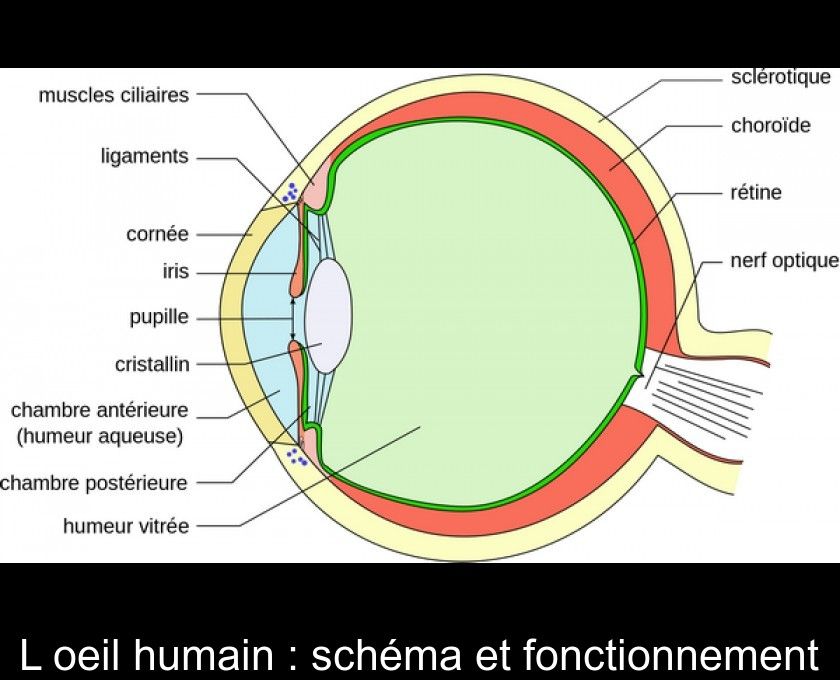 muscles ciliaires
ligaments
cornée
iris
pupille
cristallin
chambre antérieure
(humeur aqueuse)
chambre postérieure
humeur vitrée
sclérotique
choroïde
rétine
nerf optique
L oeil humain : schéma et fonctionnement